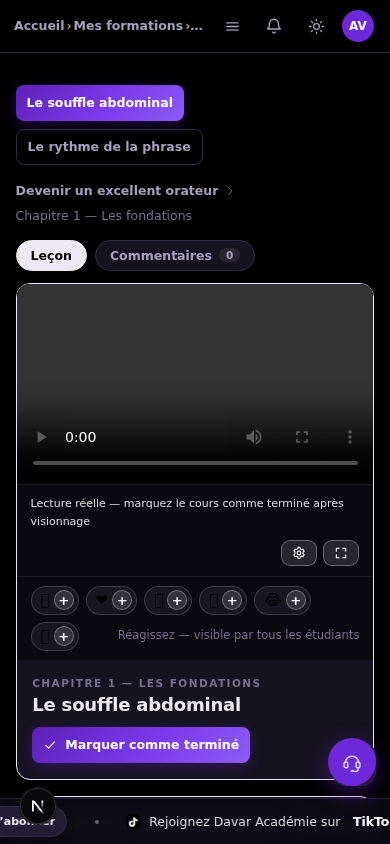 Accueil › Mes formations › …
AV
Le souffle abdominal
Le rythme de la phrase
Devenir un excellent orateur
Chapitre 1 — Les fondations
Leçon
Commentaires 0
0:00
Lecture réelle — marquez le cours comme terminé après
visionnage
+ + + + +
+ Réagissez — visible par tous les étudiants
CHAPITRE 1 — LES FONDATIONS
Le souffle abdominal
Marquer comme terminé
N
Rejoignez Davar Académie sur TikTo